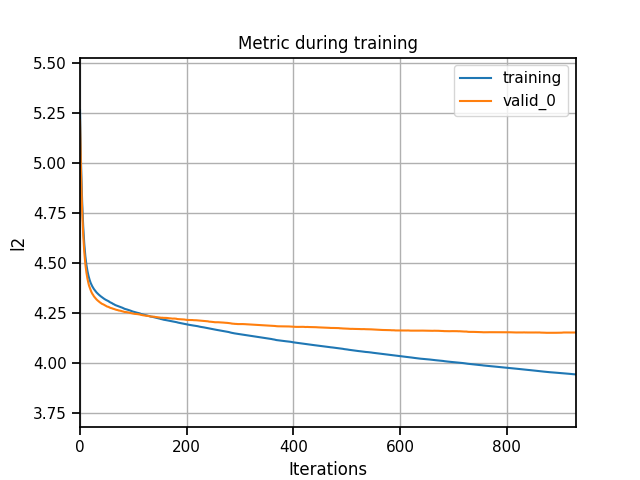 Metric during training
5.50
5.25
5.00
4.75
4.50
4.25
4.00
3.75
l2
0 200 400 600 800
Iterations
training
valid_0